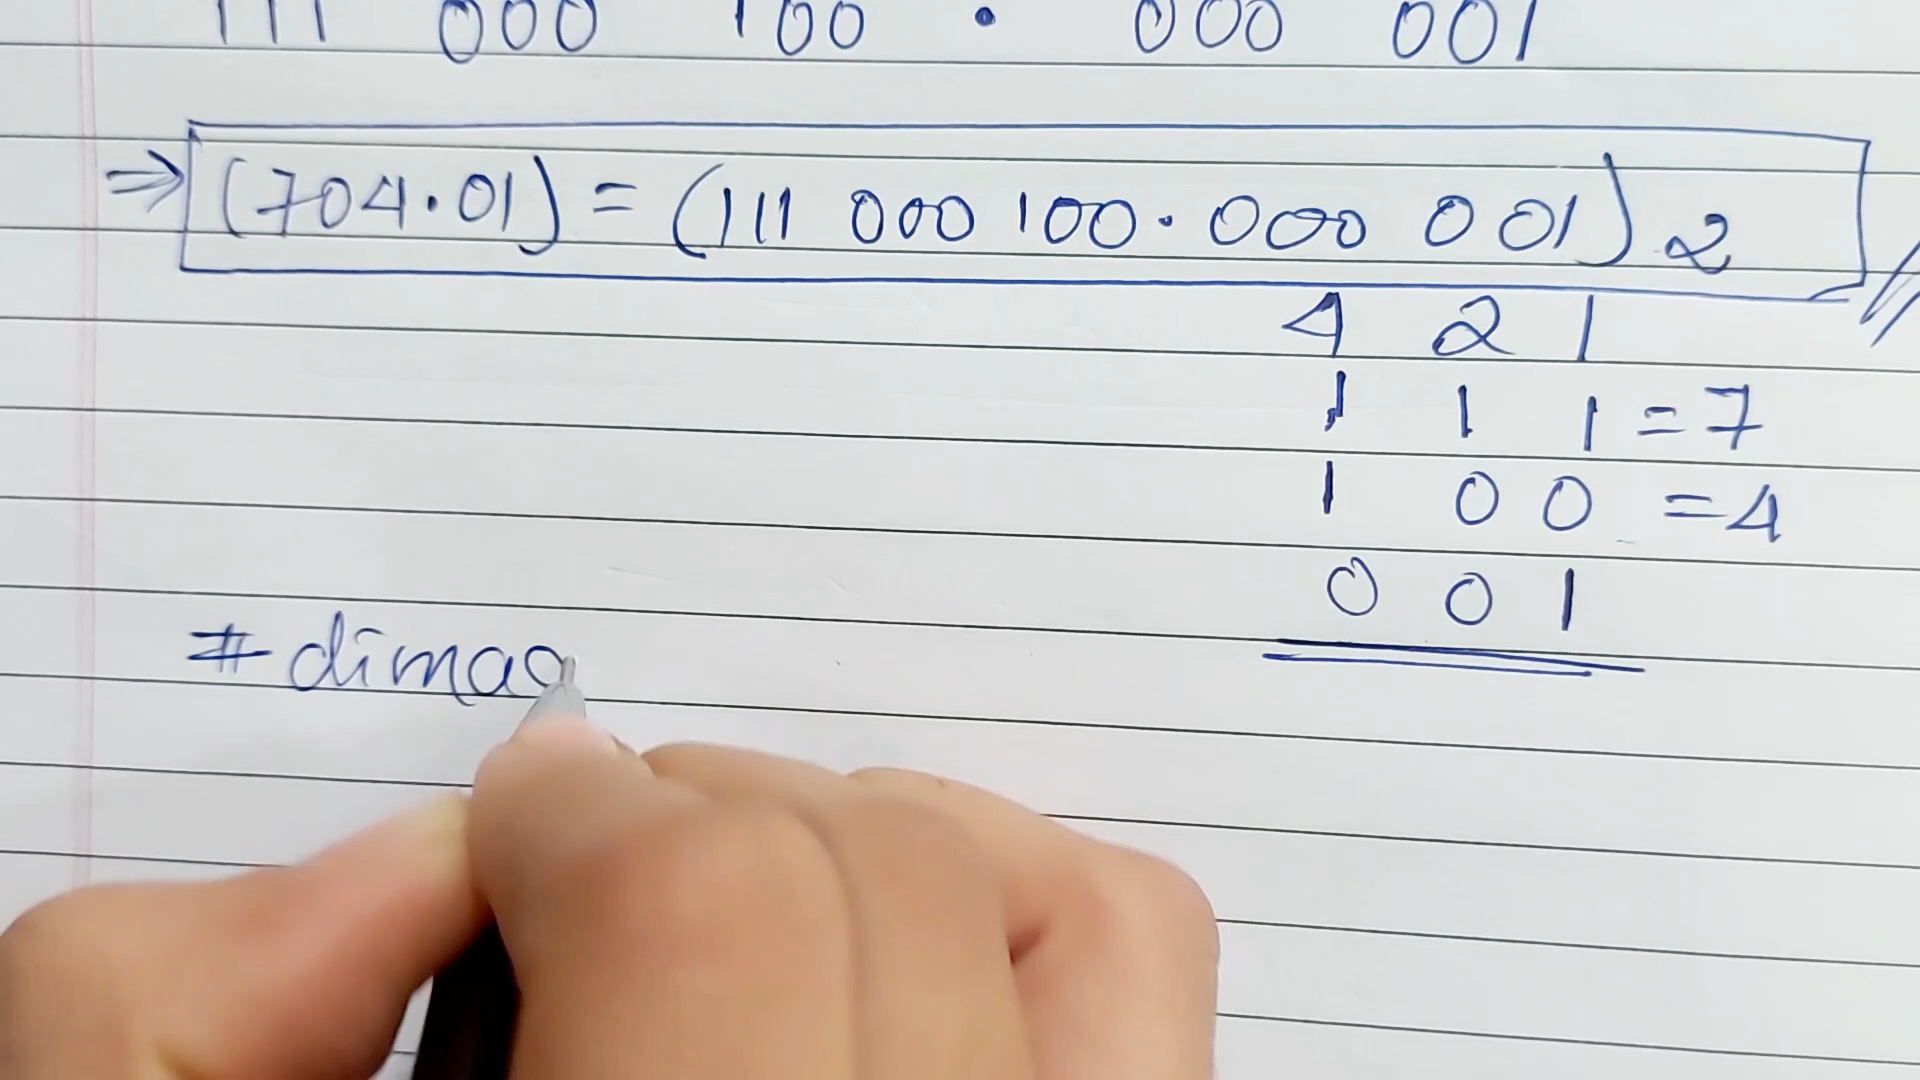 111 000 100 . 000 001
⇒ (704.01) = (111 000 100. 000 001)2
4 2 1
1 1 1 = 7
1 0 0 = 4
0 0 1
#dimag